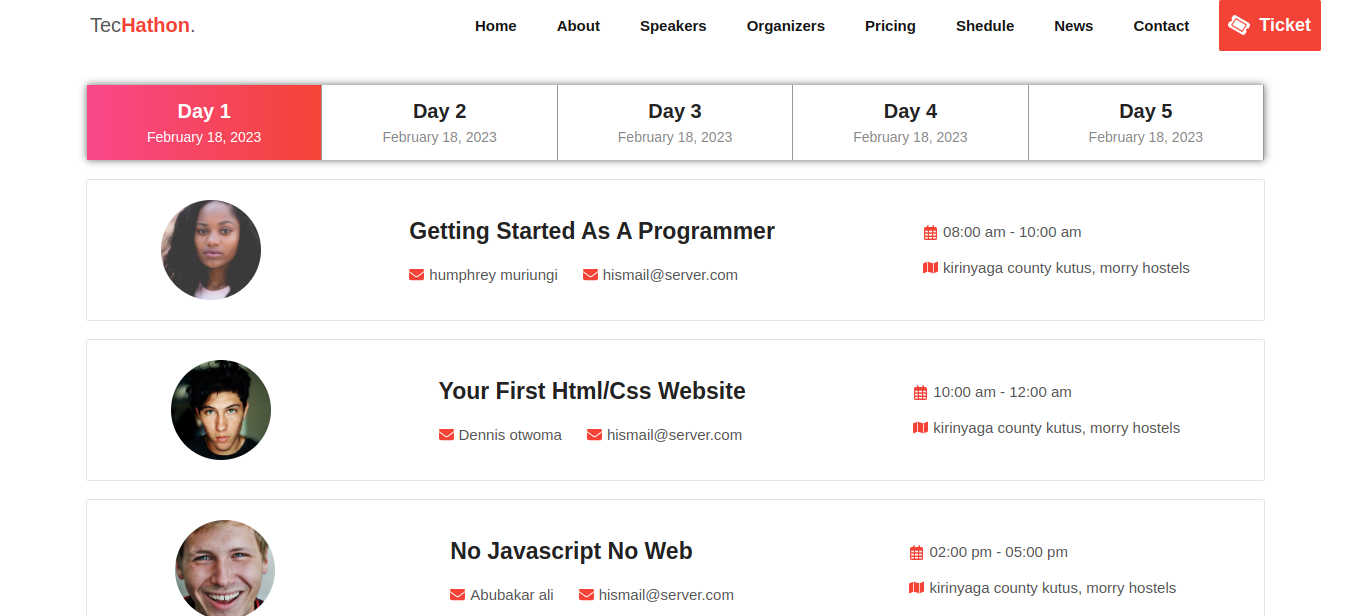 TecHathon. Home About Speakers Organizers Pricing Shedule News Contact Ticket
Day 1 Day 2 Day 3 Day 4 Day 5
February 18, 2023 February 18, 2023 February 18, 2023 February 18, 2023 February 18, 2023
Getting Started As A Programmer
humphrey muriungi hismail@server.com
08:00 am - 10:00 am
kirinyaga county kutus, morry hostels
Your First Html/Css Website
Dennis otwoma hismail@server.com
10:00 am - 12:00 am
kirinyaga county kutus, morry hostels
No Javascript No Web
Abubakar ali hismail@server.com
02:00 pm - 05:00 pm
kirinyaga county kutus, morry hostels